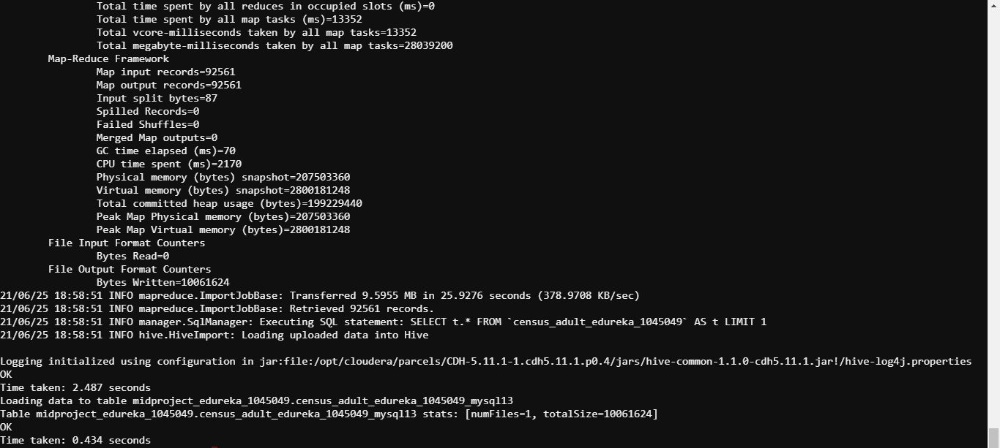 Total time spent by all reduces in occupied slots (ms)=0
Total time spent by all map tasks (ms)=13352
Total vcore-milliseconds taken by all map tasks=13352
Total megabyte-milliseconds taken by all map tasks=28039200
Map-Reduce Framework
Map input records=92561
Map output records=92561
Input split bytes=87
Spilled Records=0
Failed Shuffles=0
Merged Map outputs=0
GC time elapsed (ms)=70
CPU time spent (ms)=2170
Physical memory (bytes) snapshot=207503360
Virtual memory (bytes) snapshot=2800181248
Total committed heap usage (bytes)=199229440
Peak Map Physical memory (bytes)=207503360
Peak Map Virtual memory (bytes)=2800181248
File Input Format Counters
Bytes Read=0
File Output Format Counters
Bytes Written=10061624
21/06/25 18:58:51 INFO mapreduce.ImportJobBase: Transferred 9.5955 MB in 25.9276 seconds (378.9708 KB/sec)
21/06/25 18:58:51 INFO mapreduce.ImportJobBase: Retrieved 92561 records.
21/06/25 18:58:51 INFO manager.SqlManager: Executing SQL statement: SELECT t.* FROM `census_adult_edureka_1045049` AS t LIMIT 1
21/06/25 18:58:51 INFO hive.HiveImport: Loading uploaded data into Hive
Logging initialized using configuration in jar:file:/opt/cloudera/parcels/CDH-5.11.1-1.cdh5.11.1.p0.4/jars/hive-common-1.1.0-cdh5.11.1.jar!/hive-log4j.properties
OK
Time taken: 2.487 seconds
Loading data to table midproject_edureka_1045049.census_adult_edureka_1045049_mysql13
Table midproject_edureka_1045049.census_adult_edureka_1045049_mysql13 stats: [numFiles=1, totalSize=10061624]
OK
Time taken: 0.434 seconds